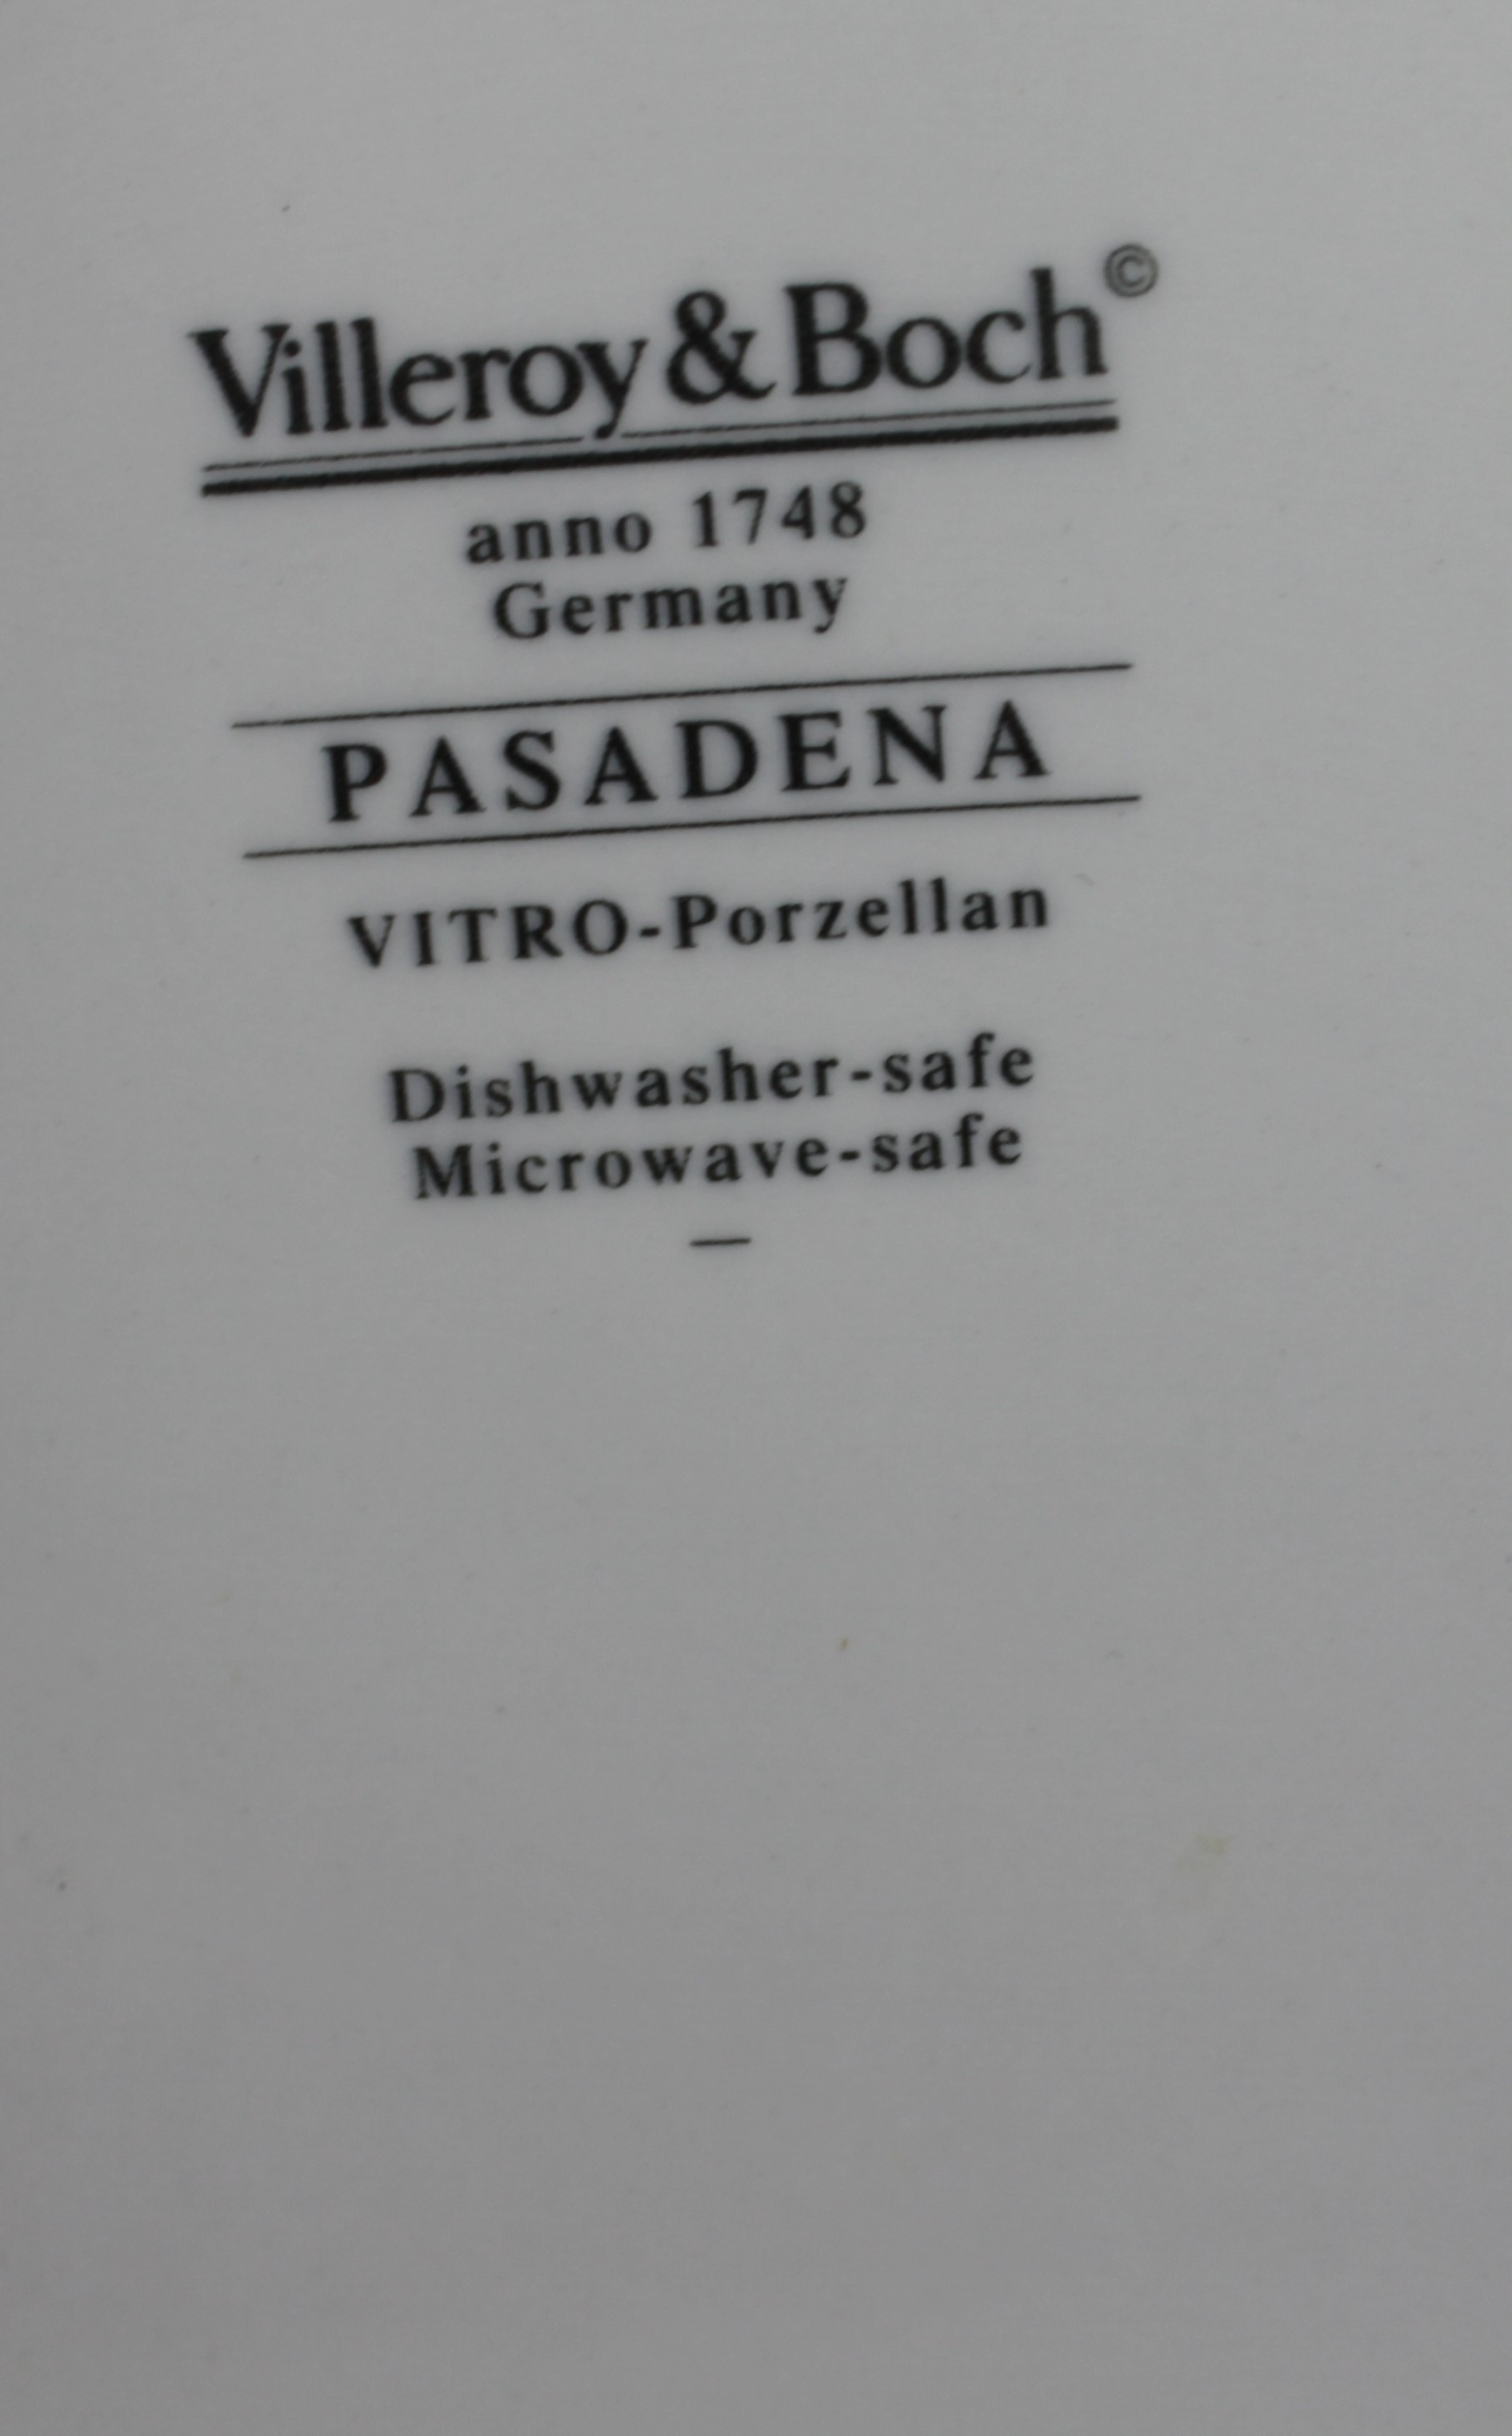 Villeroy & Boch©
anno 1748
Germany
PASADENA
VITRO-Porzellan
Dishwasher-safe
Microwave-safe